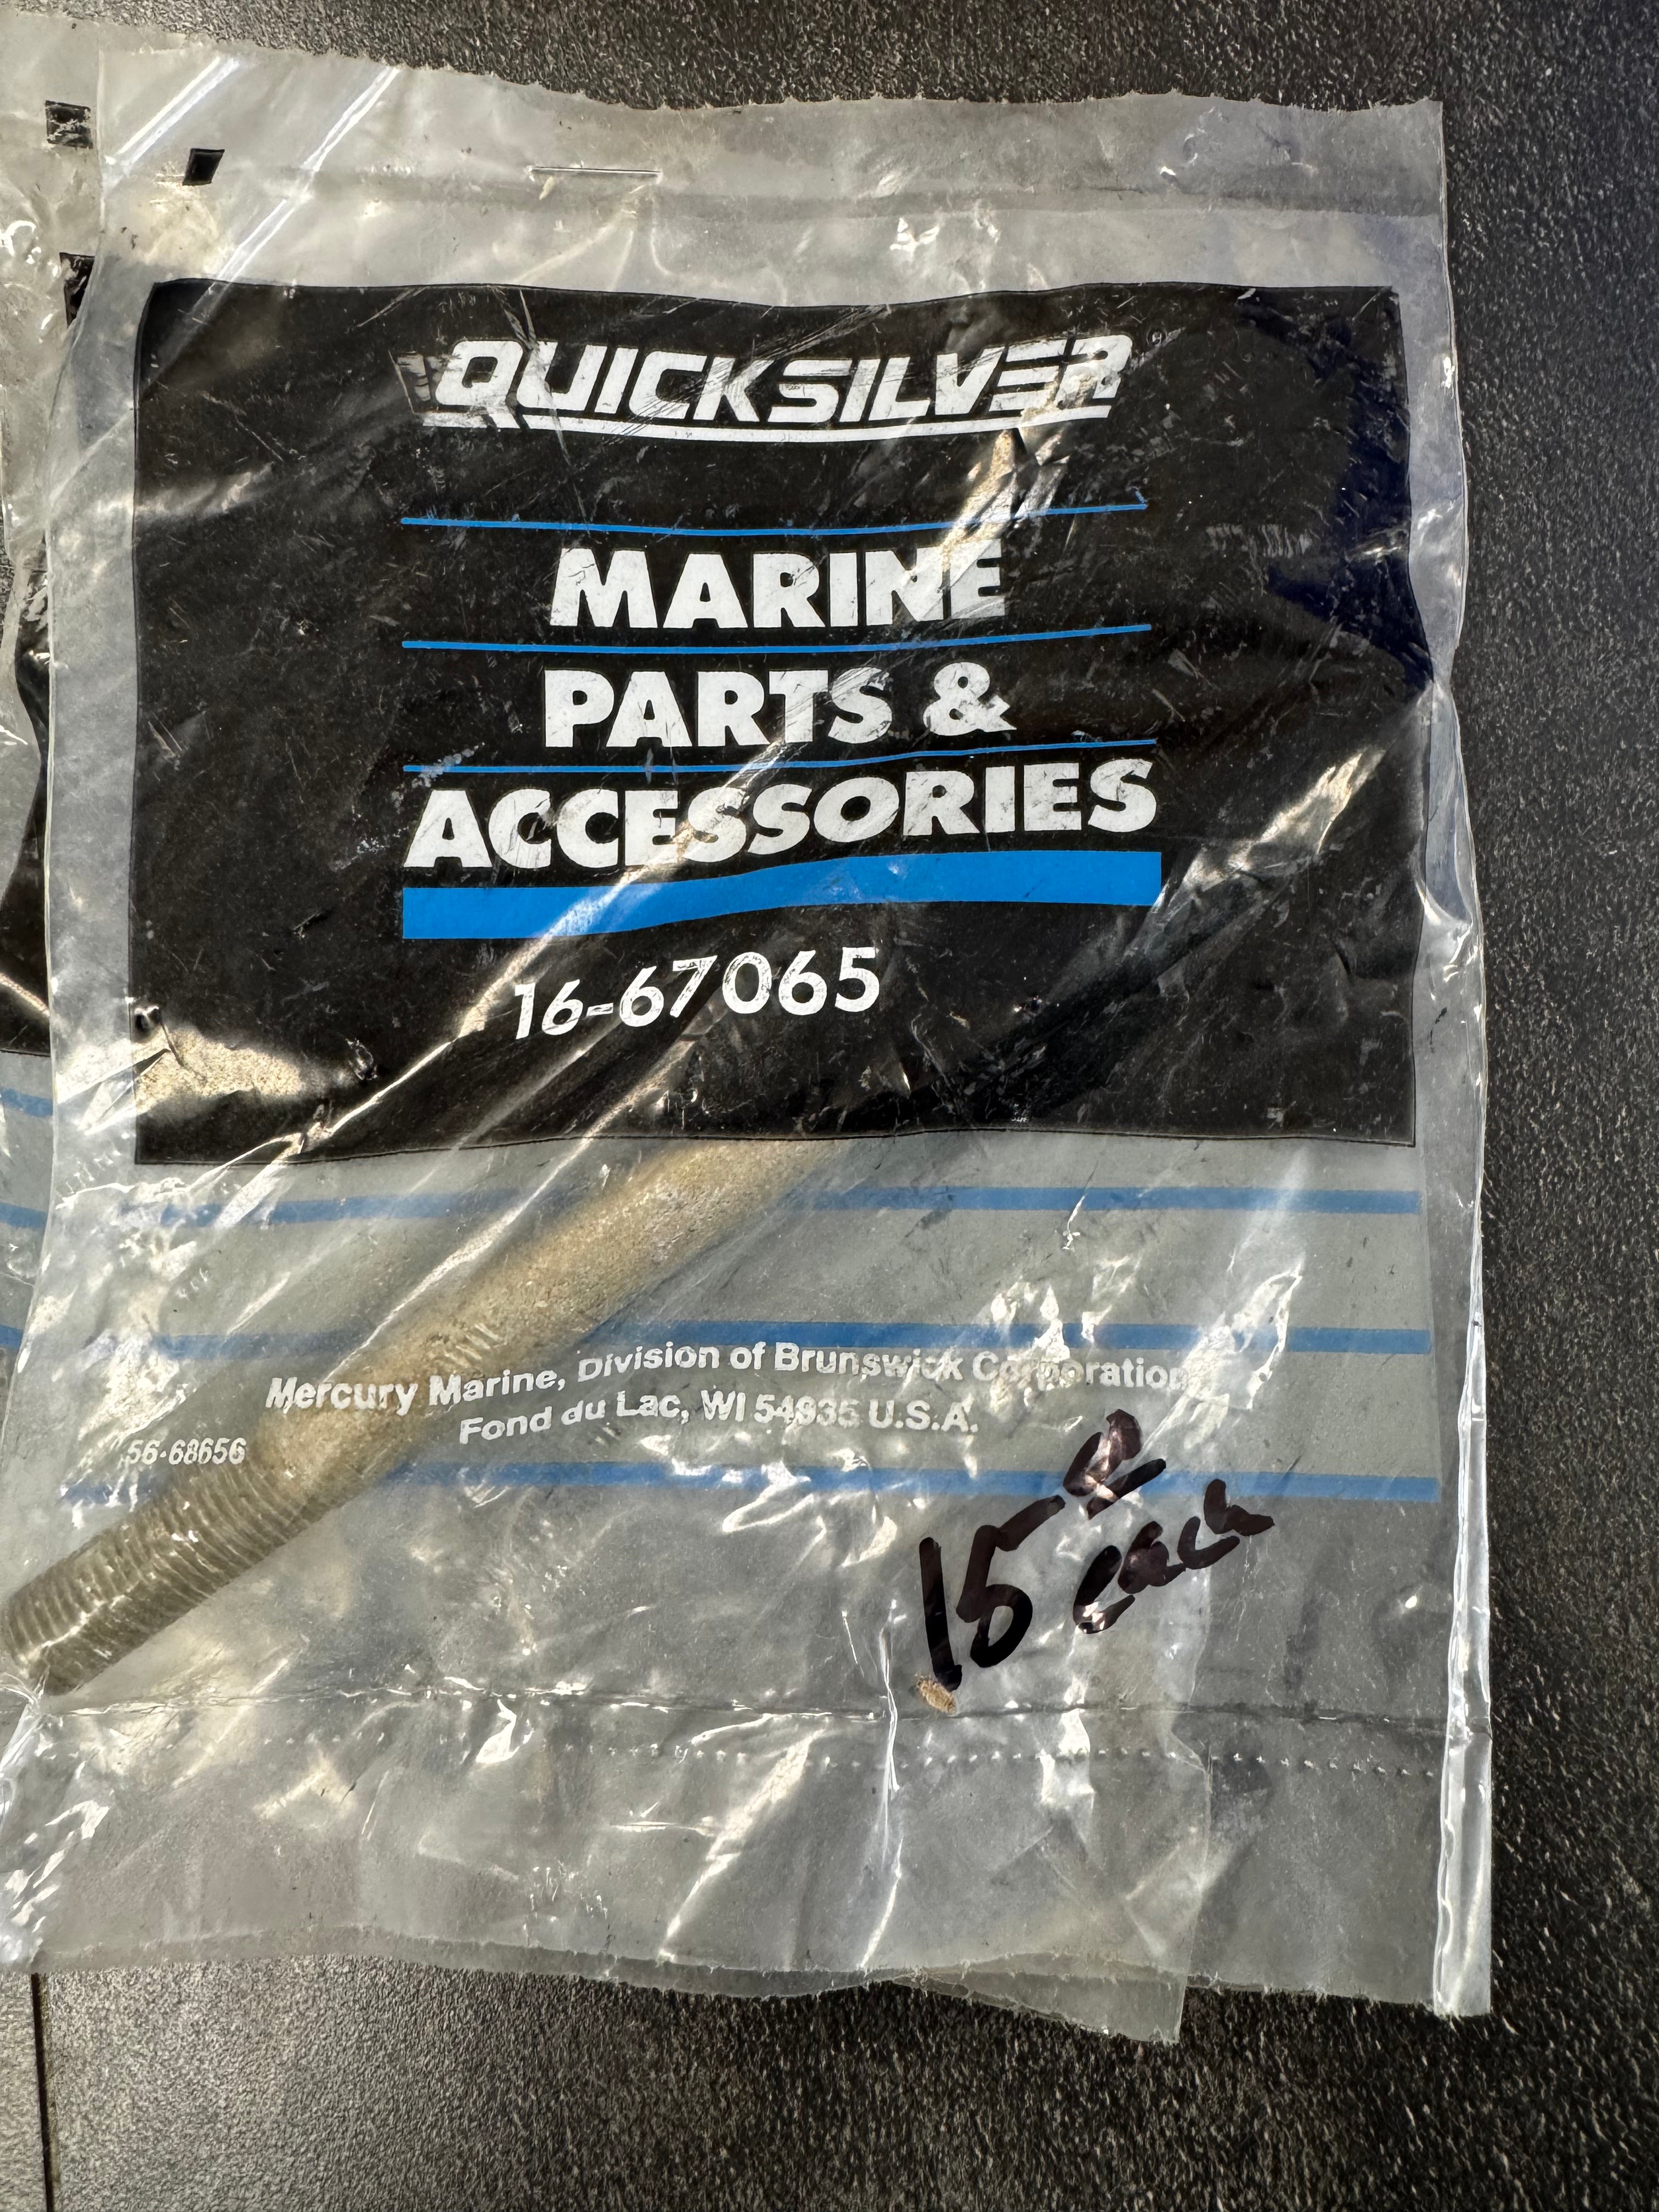 QUICKSILVER®
MARINE
PARTS &
ACCESSORIES
16-67065
Mercury Marine, Division of Brunswick Corporation
Fond du Lac, WI 54935 U.S.A.
56-68656
15
each